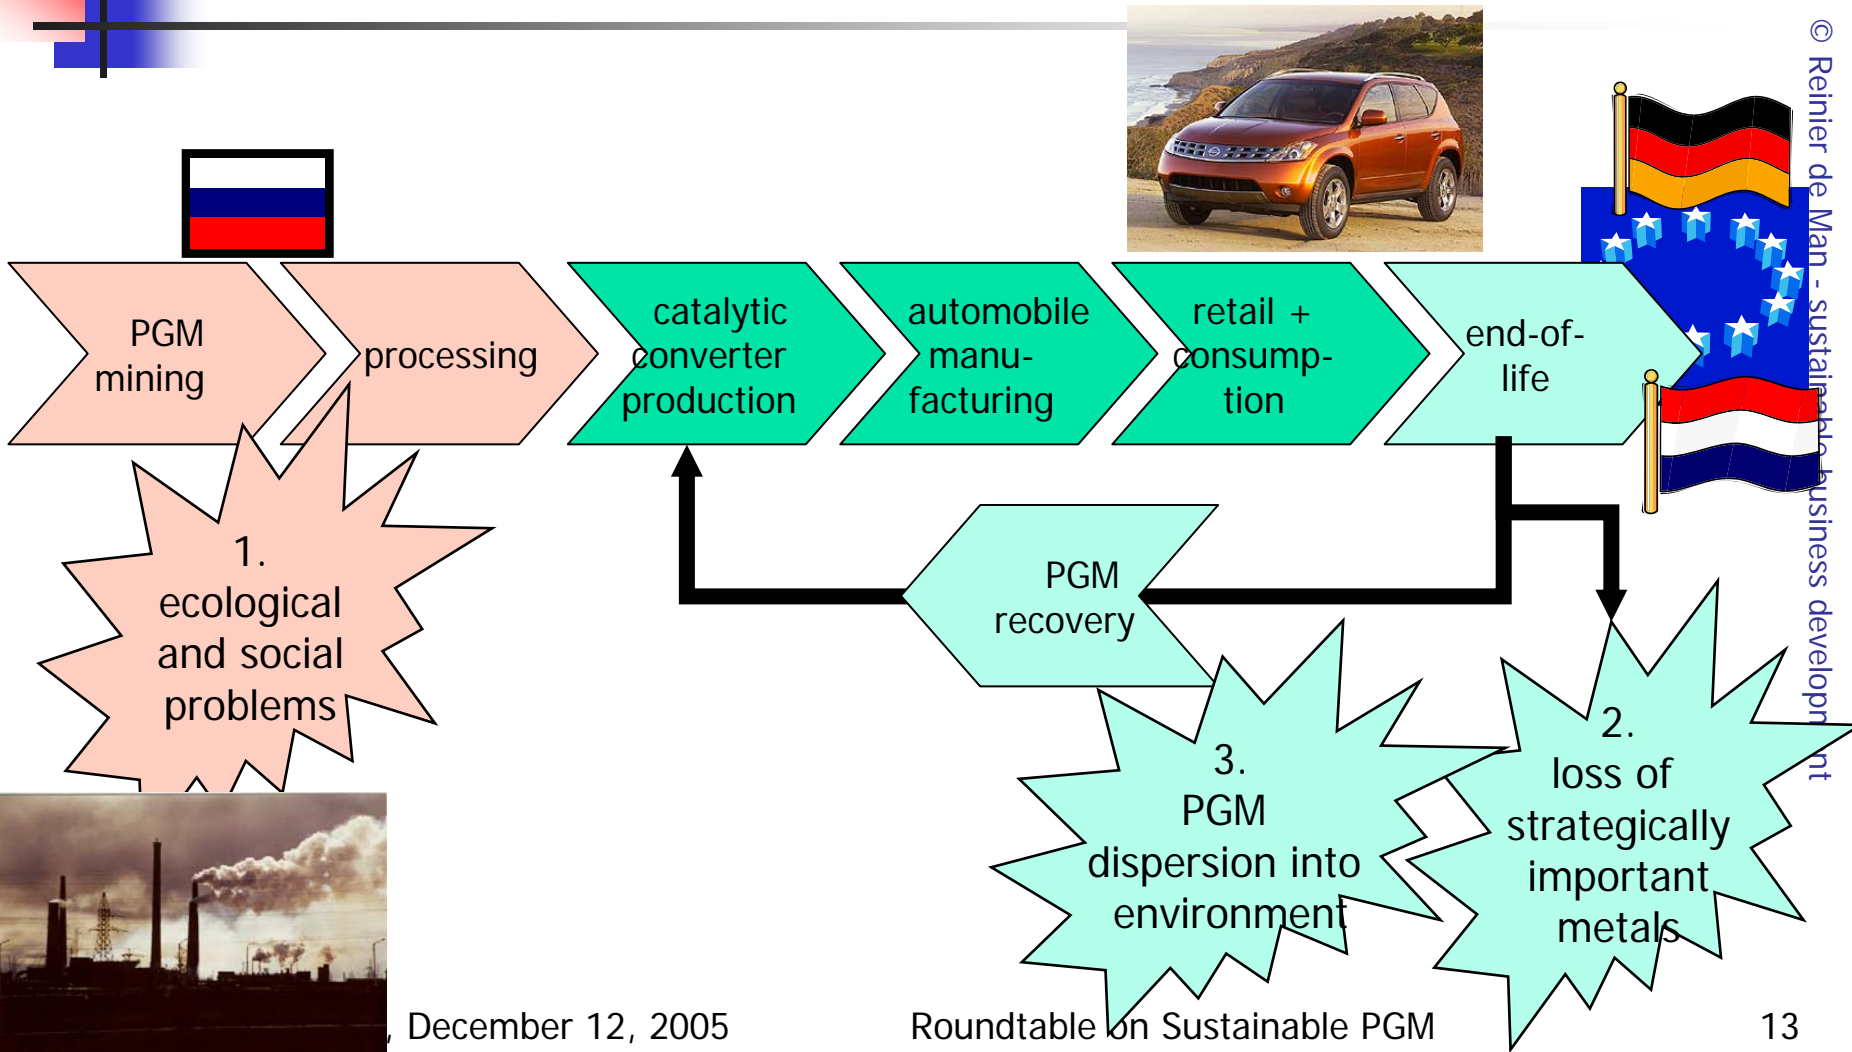 PGM
mining
processing
catalytic
converter
production
automobile
manu-
facturing
retail +
consump-
tion
end-of-
life
PGM
recovery
1.
ecological
and social
problems
3.
PGM
dispersion into
environment
2.
loss of
strategically
important
metals
© Reinier de Man - sustainable business development
, December 12, 2005
Roundtable on Sustainable PGM
13